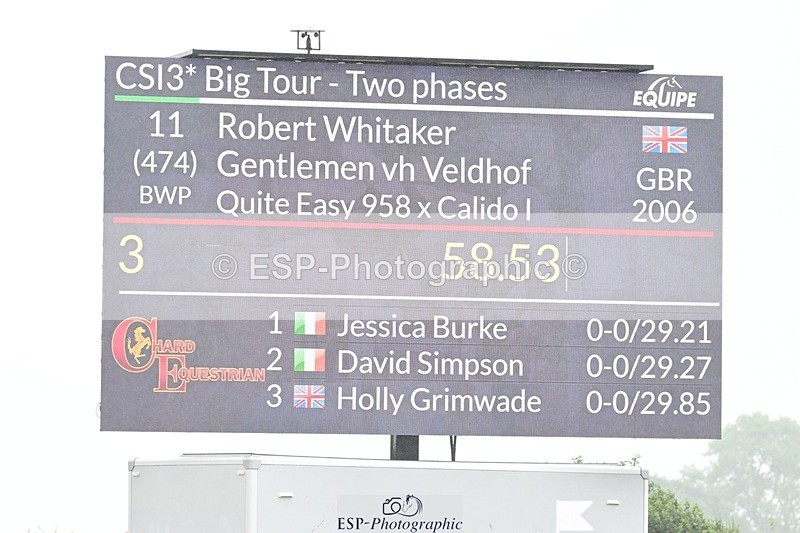 CSI3* Big Tour - Two phases
EQUIPE
11 Robert Whitaker
(474) Gentlemen vh Veldhof GBR
BWP Quite Easy 958 x Calido I 2006
3 58.53
© ESP-Photographic ©
1 Jessica Burke 0-0/29.21
2 David Simpson 0-0/29.27
3 Holly Grimwade 0-0/29.85
CHARD
EQUESTRIAN
ESP-Photographic